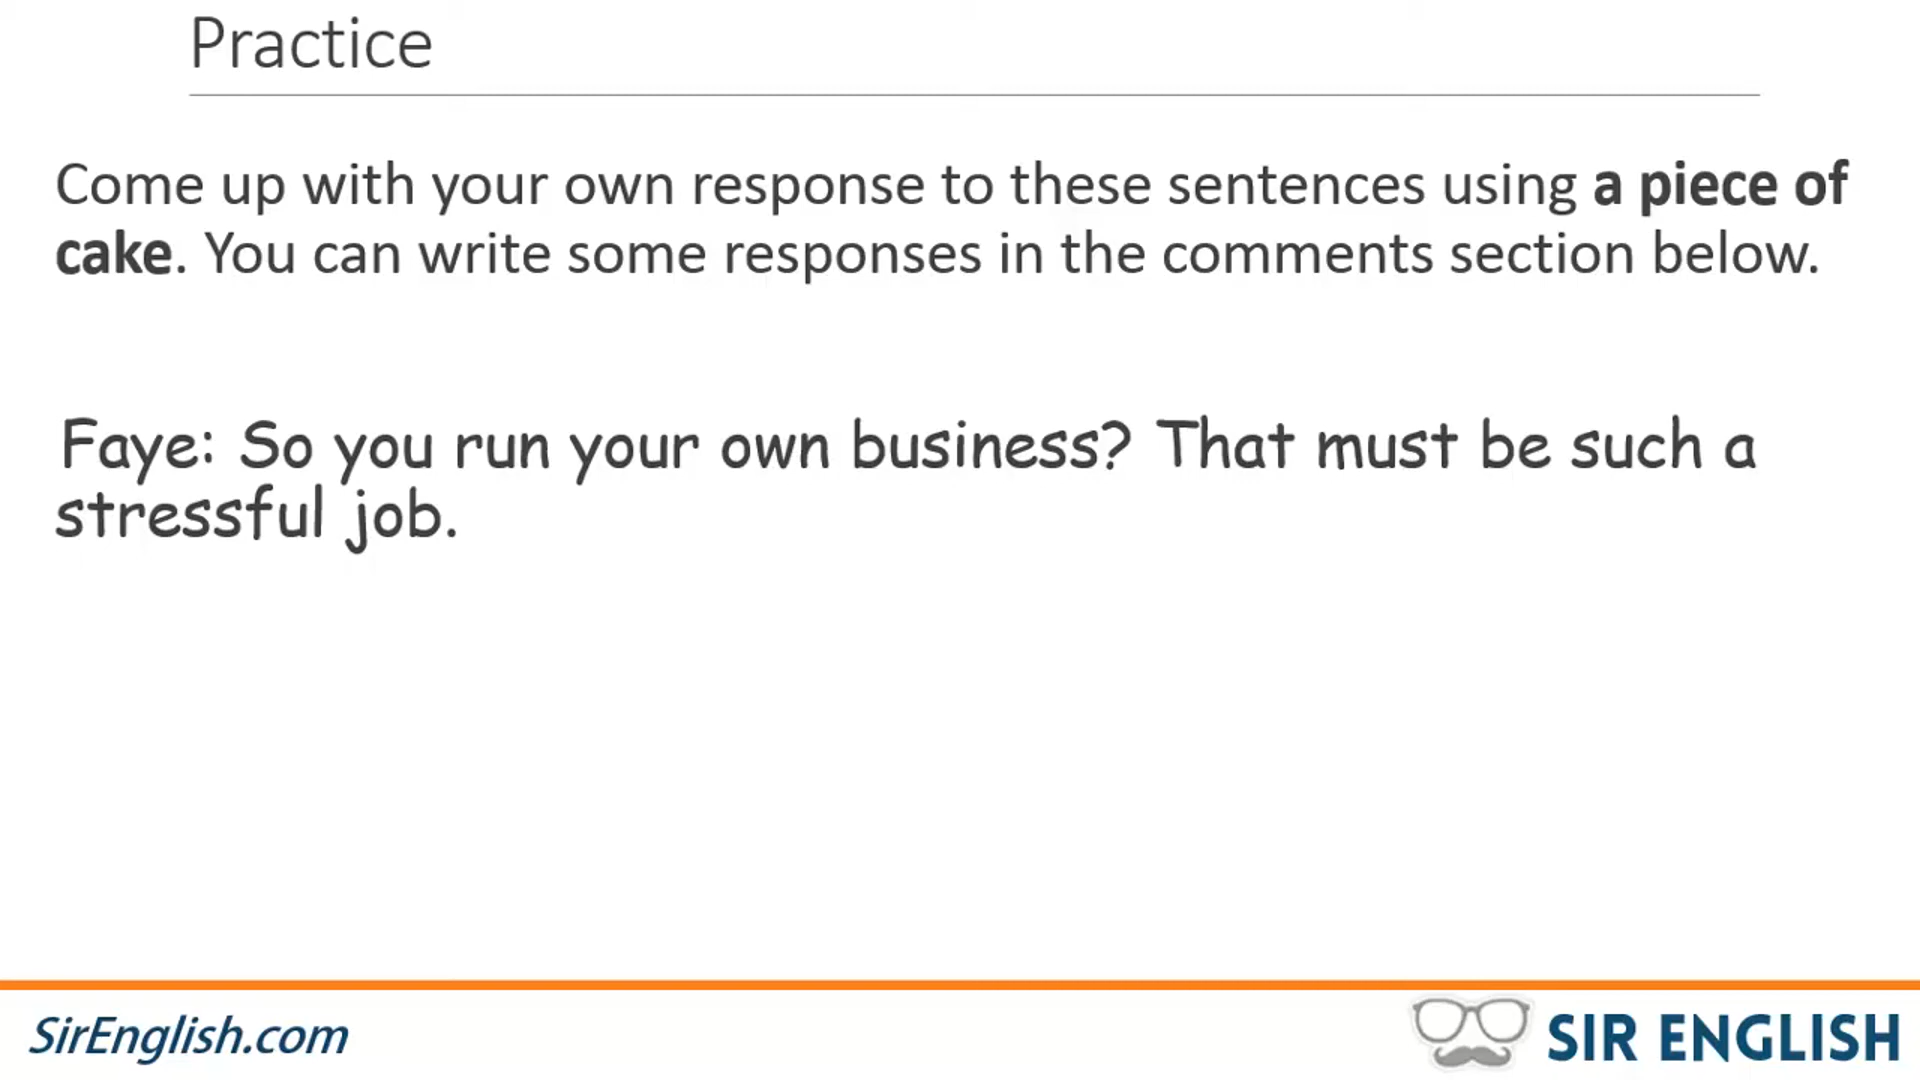 Practice
Come up with your own response to these sentences using a piece of
cake. You can write some responses in the comments section below.
Faye: So you run your own business? That must be such a
stressful job.
SirEnglish.com
SIR ENGLISH